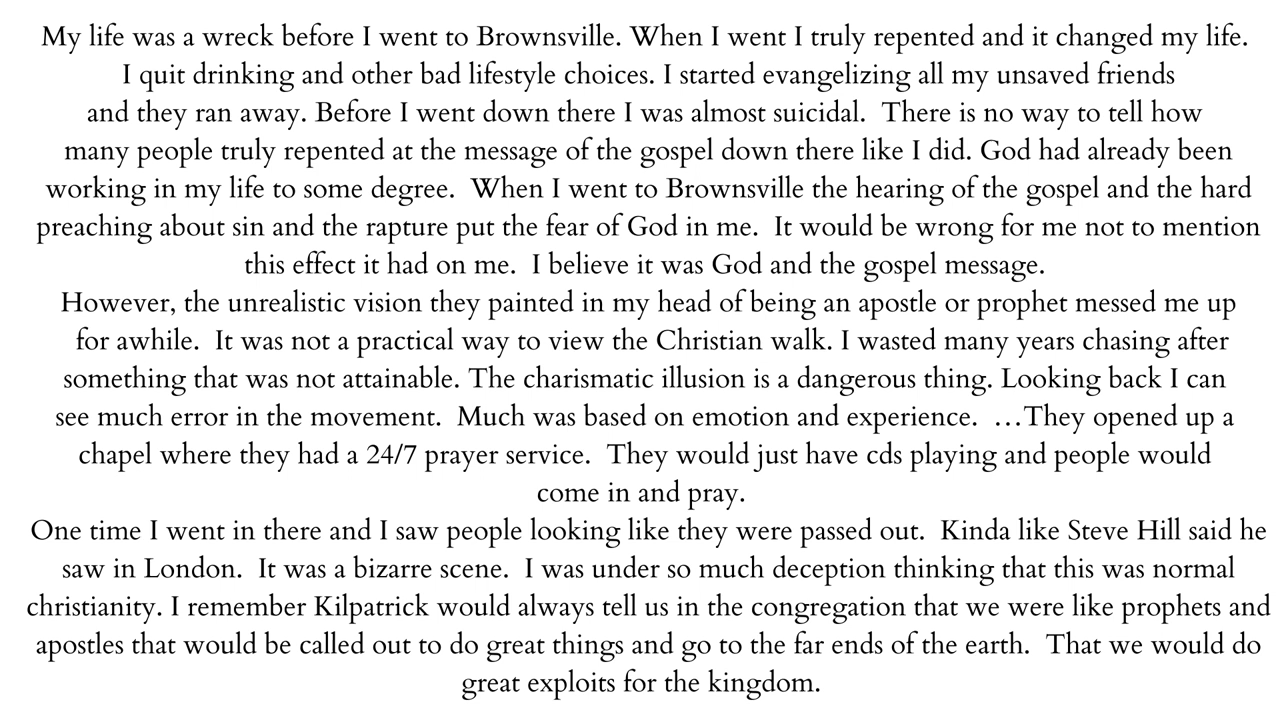 My life was a wreck before I went to Brownsville. When I went I truly repented and it changed my life.
I quit drinking and other bad lifestyle choices. I started evangelizing all my unsaved friends
and they ran away. Before I went down there I was almost suicidal.  There is no way to tell how
many people truly repented at the message of the gospel down there like I did. God had already been
working in my life to some degree.  When I went to Brownsville the hearing of the gospel and the hard
preaching about sin and the rapture put the fear of God in me.  It would be wrong for me not to mention
this effect it had on me.  I believe it was God and the gospel message.
However, the unrealistic vision they painted in my head of being an apostle or prophet messed me up
for awhile.  It was not a practical way to view the Christian walk. I wasted many years chasing after
something that was not attainable. The charismatic illusion is a dangerous thing. Looking back I can
see much error in the movement.  Much was based on emotion and experience.  …They opened up a
chapel where they had a 24/7 prayer service.  They would just have cds playing and people would
come in and pray.
One time I went in there and I saw people looking like they were passed out.  Kinda like Steve Hill said he
saw in London.  It was a bizarre scene.  I was under so much deception thinking that this was normal
christianity. I remember Kilpatrick would always tell us in the congregation that we were like prophets and
apostles that would be called out to do great things and go to the far ends of the earth.  That we would do
great exploits for the kingdom.